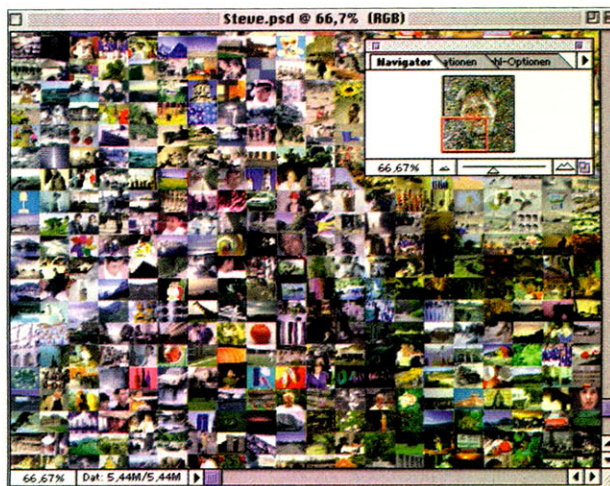 Steve.psd @ 66,7% (RGB)
Navigator ationen hl-Optionen
66,67%
66,67% Dat: 5,44M/5,44M